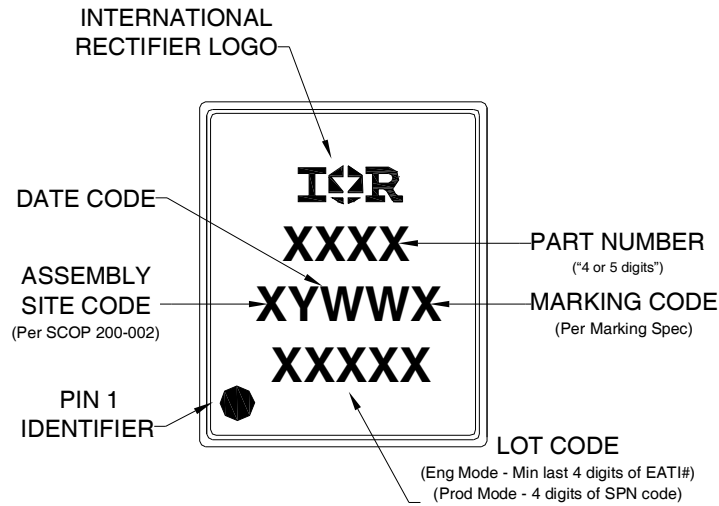 INTERNATIONAL
RECTIFIER LOGO
IOR
DATE CODE
XXXX
PART NUMBER
(“4 or 5 digits”)
ASSEMBLY
SITE CODE
(Per SCOP 200-002)
XYWWX
MARKING CODE
(Per Marking Spec)
XXXXX
PIN 1
IDENTIFIER
LOT CODE
(Eng Mode - Min last 4 digits of EATI#)
(Prod Mode - 4 digits of SPN code)